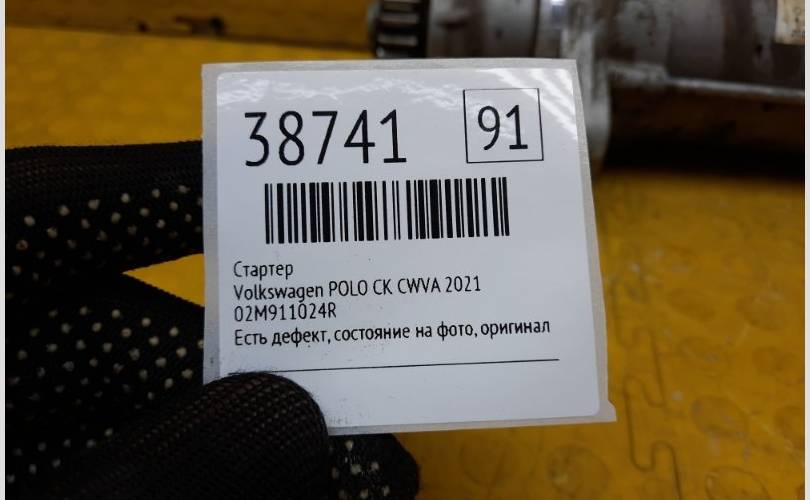 38741 91
Стартер
Volkswagen POLO CK CWVA 2021
02M911024R
Есть дефект, состояние на фото, оригинал